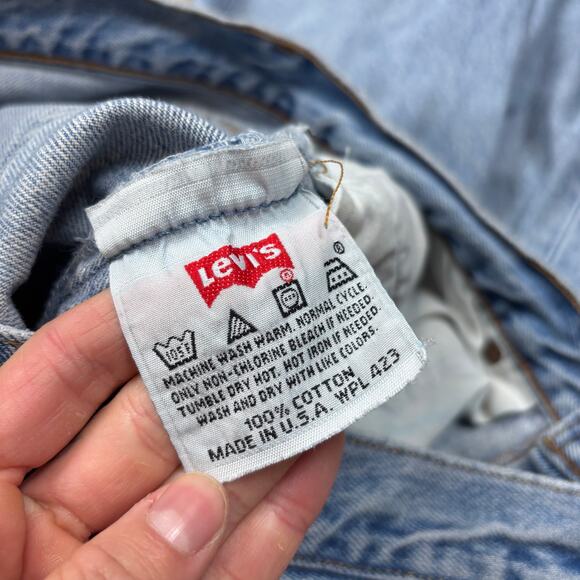 Levi's ®
105
MACHINE WASH WARM. NORMAL CYCLE.
ONLY NON-CHLORINE BLEACH IF NEEDED.
TUMBLE DRY HOT. HOT IRON IF NEEDED.
WASH AND DRY WITH LIKE COLORS.
100% COTTON
MADE IN U.S.A. WPL 423